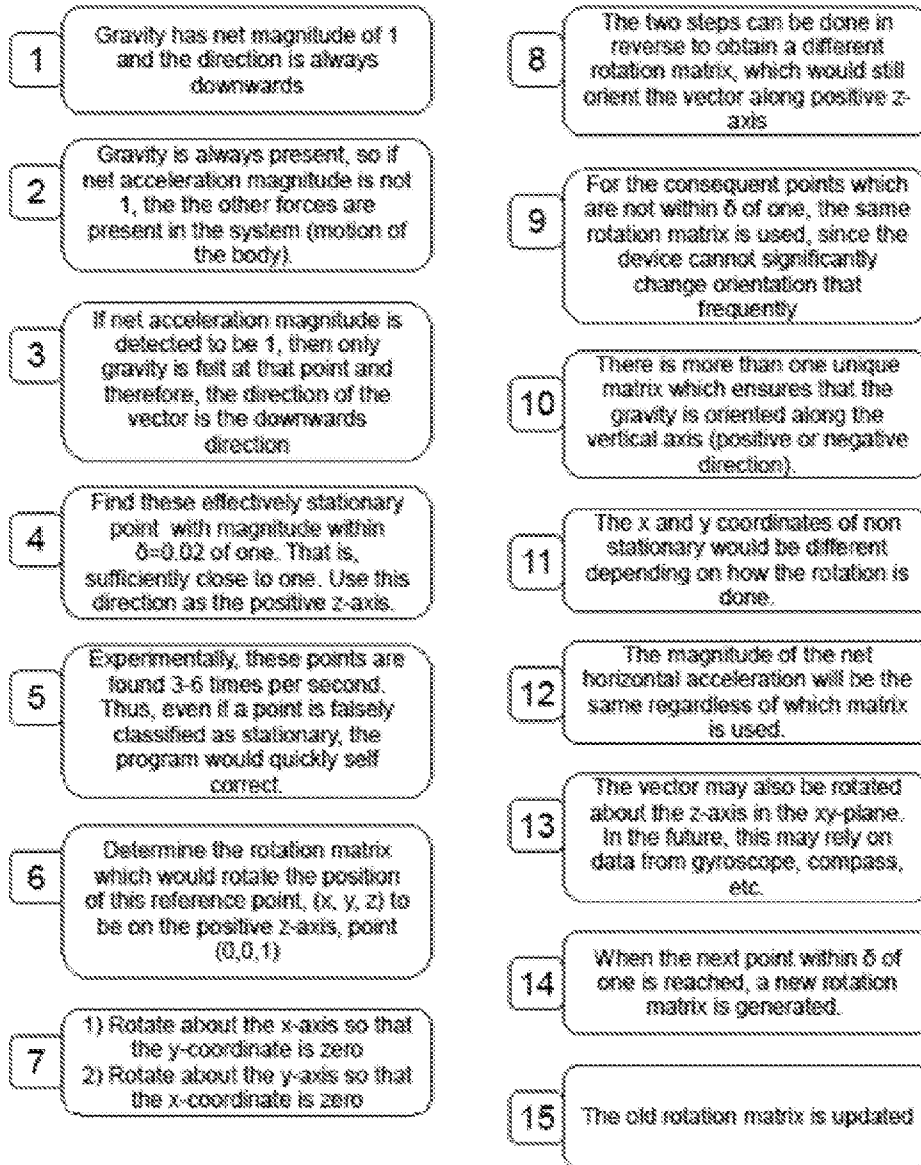 1
Gravity has net magnitude of 1
and the direction is always
downwards
2
Gravity is always present, so if
net acceleration magnitude is not
1, the the other forces are
present in the system (motion of
the body).
3
If net acceleration magnitude is
detected to be 1, then only
gravity is felt at that point and
therefore, the direction of the
vector is the downwards
direction
4
Find these effectively stationary
point with magnitude within
δ=0.02 of one. That is,
sufficiently close to one. Use this
direction as the positive z-axis.
5
Experimentally, these points are
found 3-6 times per second.
Thus, even if a point is falsely
classified as stationary, the
program would quickly self
correct.
6
Determine the rotation matrix
which would rotate the position
of this reference point, (x, y, z) to
be on the positive z-axis, point
(0,0,1)
7
1) Rotate about the x-axis so that
the y-coordinate is zero
2) Rotate about the y-axis so that
the x-coordinate is zero
8
The two steps can be done in
reverse to obtain a different
rotation matrix, which would still
orient the vector along positive z-
axis
9
For the consequent points which
are not within δ of one, the same
rotation matrix is used, since the
device cannot significantly
change orientation that
frequently
10
There is more than one unique
matrix which ensures that the
gravity is oriented along the
vertical axis (positive or negative
direction).
11
The x and y coordinates of non
stationary would be different
depending on how the rotation is
done.
12
The magnitude of the net
horizontal acceleration will be the
same regardless of which matrix
is used.
13
The vector may also be rotated
about the z-axis in the xy-plane.
In the future, this may rely on
data from gyroscope, compass,
etc.
14
When the next point within δ of
one is reached, a new rotation
matrix is generated.
15
The old rotation matrix is updated